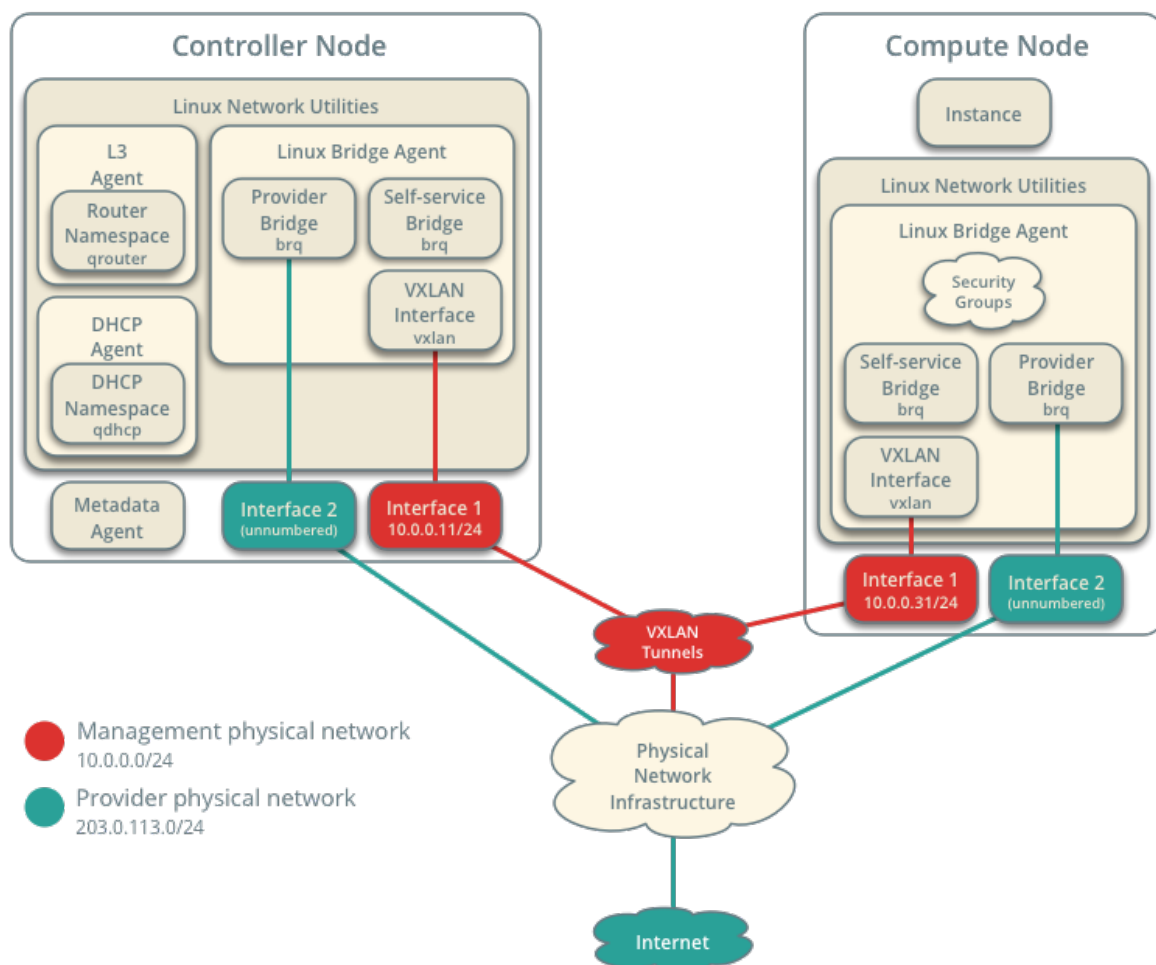 Controller Node
Linux Network Utilities
L3
Agent
Router
Namespace
qrouter
DHCP
Agent
DHCP
Namespace
qdhcp
Linux Bridge Agent
Provider
Bridge
brq
Self-service
Bridge
brq
VXLAN
Interface
vxlan
Metadata
Agent
Interface 2
(unnumbered)
Interface 1
10.0.0.11/24
Compute Node
Instance
Linux Network Utilities
Linux Bridge Agent
Security
Groups
Self-service
Bridge
brq
Provider
Bridge
brq
VXLAN
Interface
vxlan
Interface 1
10.0.0.31/24
Interface 2
(unnumbered)
VXLAN
Tunnels
Physical
Network
Infrastructure
Internet
Management physical network
10.0.0.0/24
Provider physical network
203.0.113.0/24